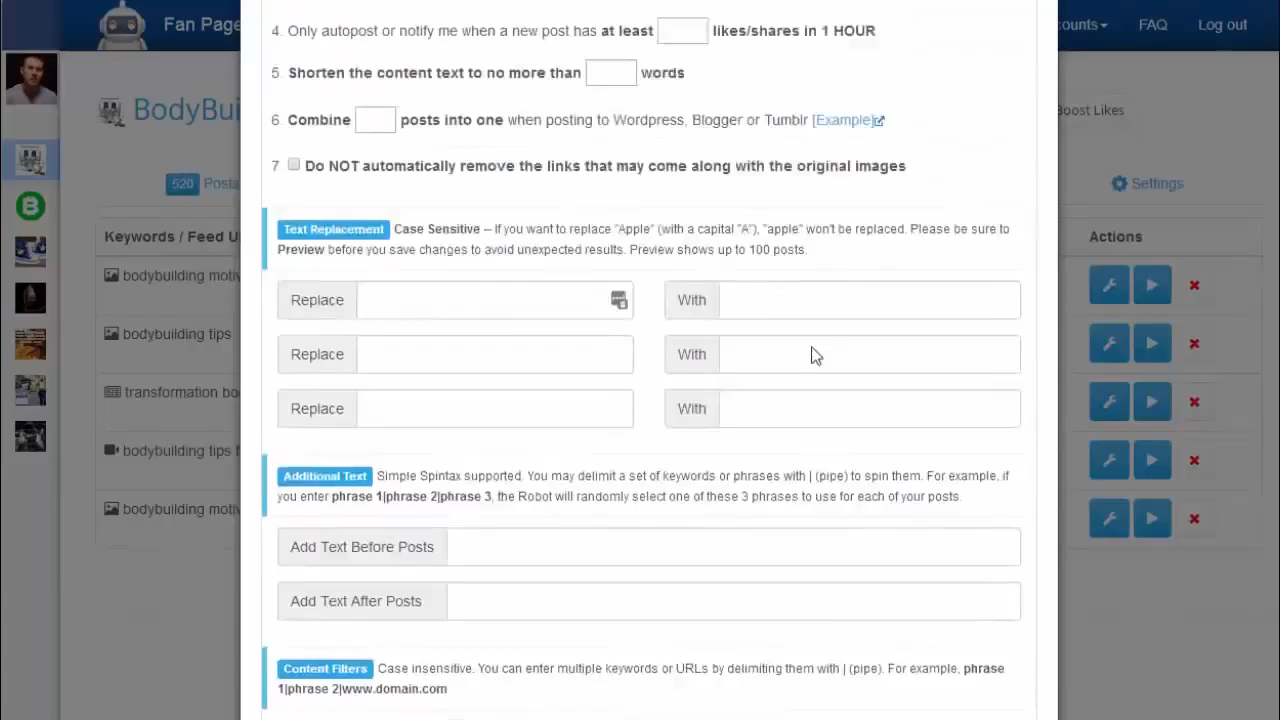 Fan Pag
counts
FAQ
Log out
4. Only autopost or notify me when a new post has at least likes/shares in 1 HOUR
5. Shorten the content text to no more than words
6. Combine posts into one when posting to Wordpress, Blogger or Tumblr [Example]
7 Do NOT automatically remove the links that may come along with the original images
BodyBui
Boost Likes
520 Posts
Settings
Keywords / Feed U
Actions
bodybuilding moti
bodybuilding tips
transformation bo
bodybuilding tips f
bodybuilding moti
Text Replacement Case Sensitive – If you want to replace "Apple" (with a capital "A"), "apple" won't be replaced. Please be sure to
Preview before you save changes to avoid unexpected results. Preview shows up to 100 posts.
Replace With
Replace With
Replace With
Additional Text Simple Spintax supported. You may delimit a set of keywords or phrases with | (pipe) to spin them. For example, if
you enter phrase 1|phrase 2|phrase 3, the Robot will randomly select one of these 3 phrases to use for each of your posts.
Add Text Before Posts
Add Text After Posts
Content Filters Case insensitive. You can enter multiple keywords or URLs by delimiting them with | (pipe). For example, phrase
1|phrase 2|www.domain.com